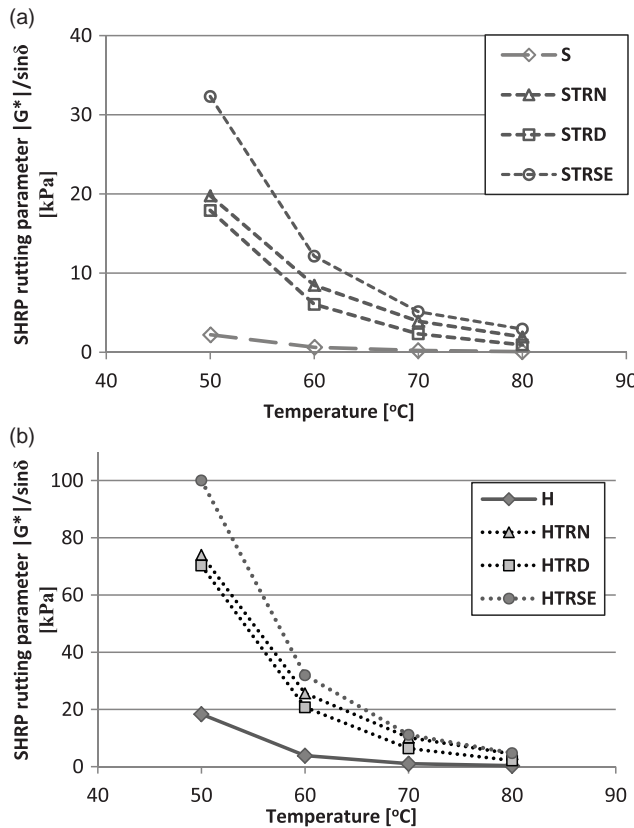 (a)
SHRP rutting parameter |G*|/sinδ
[kPa]
40
30
20
10
0
S
STRN
STRD
STRSE
40 50 60 70 80 90
Temperature [°C]
(b)
SHRP rutting parameter |G*|/sinδ
[kPa]
100
80
60
40
20
0
H
HTRN
HTRD
HTRSE
40 50 60 70 80 90
Temperature [°C]